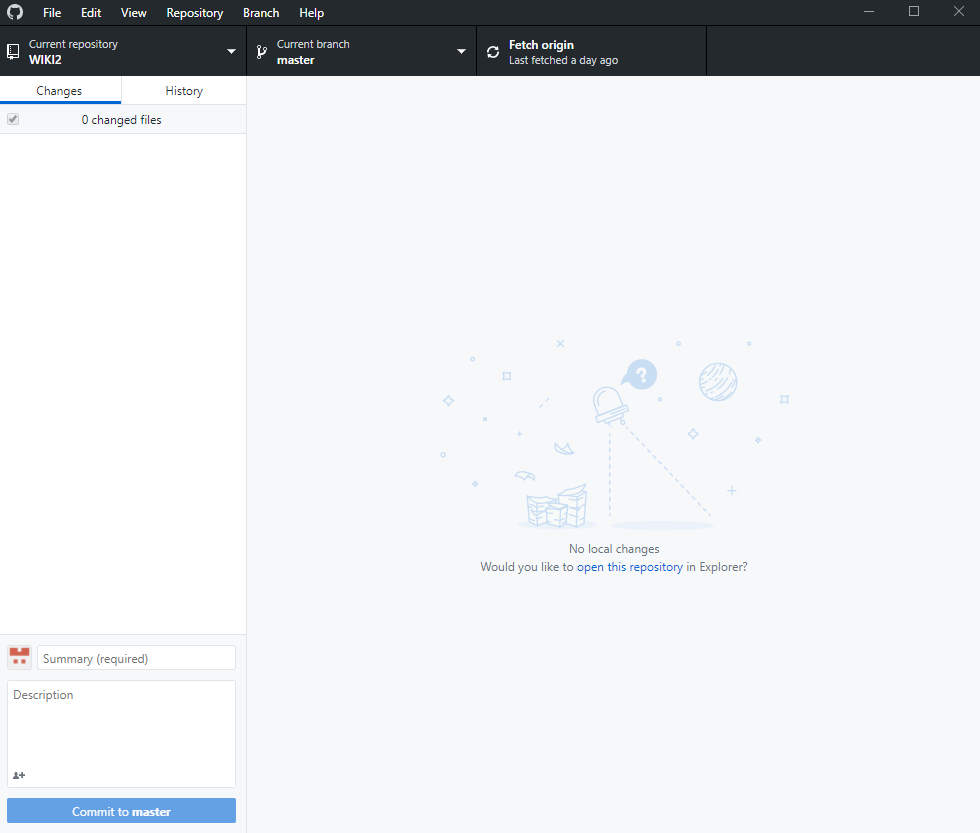 File Edit View Repository Branch Help
Current repository
WIKI2
Current branch
master
Fetch origin
Last fetched a day ago
Changes
History
0 changed files
?
No local changes
Would you like to open this repository in Explorer?
Summary (required)
Description
Commit to master